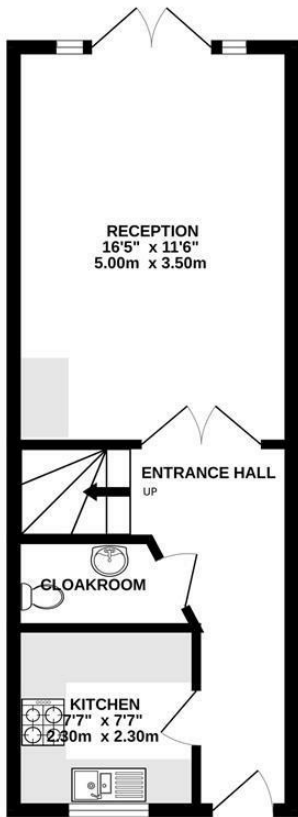 RECEPTION
16'5" x 11'6"
5.00m x 3.50m
ENTRANCE HALL
UP
CLOAKROOM
KITCHEN
7'7" x 7'7"
2.30m x 2.30m